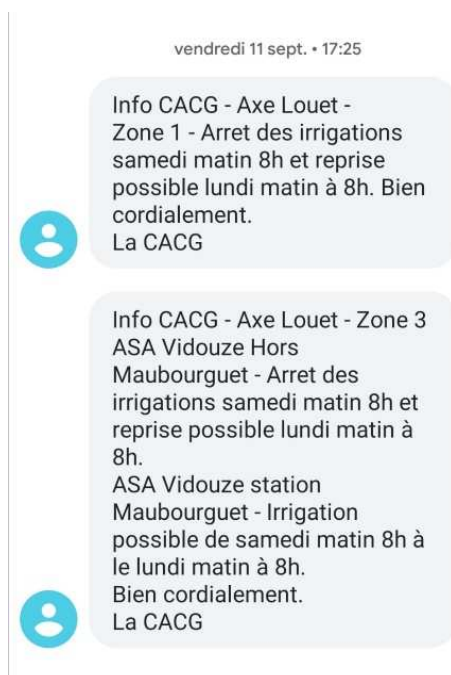 vendredi 11 sept. • 17:25
Info CACG - Axe Louet -
Zone 1 - Arret des irrigations
samedi matin 8h et reprise
possible lundi matin à 8h. Bien
cordialement.
La CACG
Info CACG - Axe Louet - Zone 3
ASA Vidouze Hors
Maubourguet - Arret des
irrigations samedi matin 8h et
reprise possible lundi matin à
8h.
ASA Vidouze station
Maubourguet - Irrigation
possible de samedi matin 8h à
le lundi matin à 8h.
Bien cordialement.
La CACG